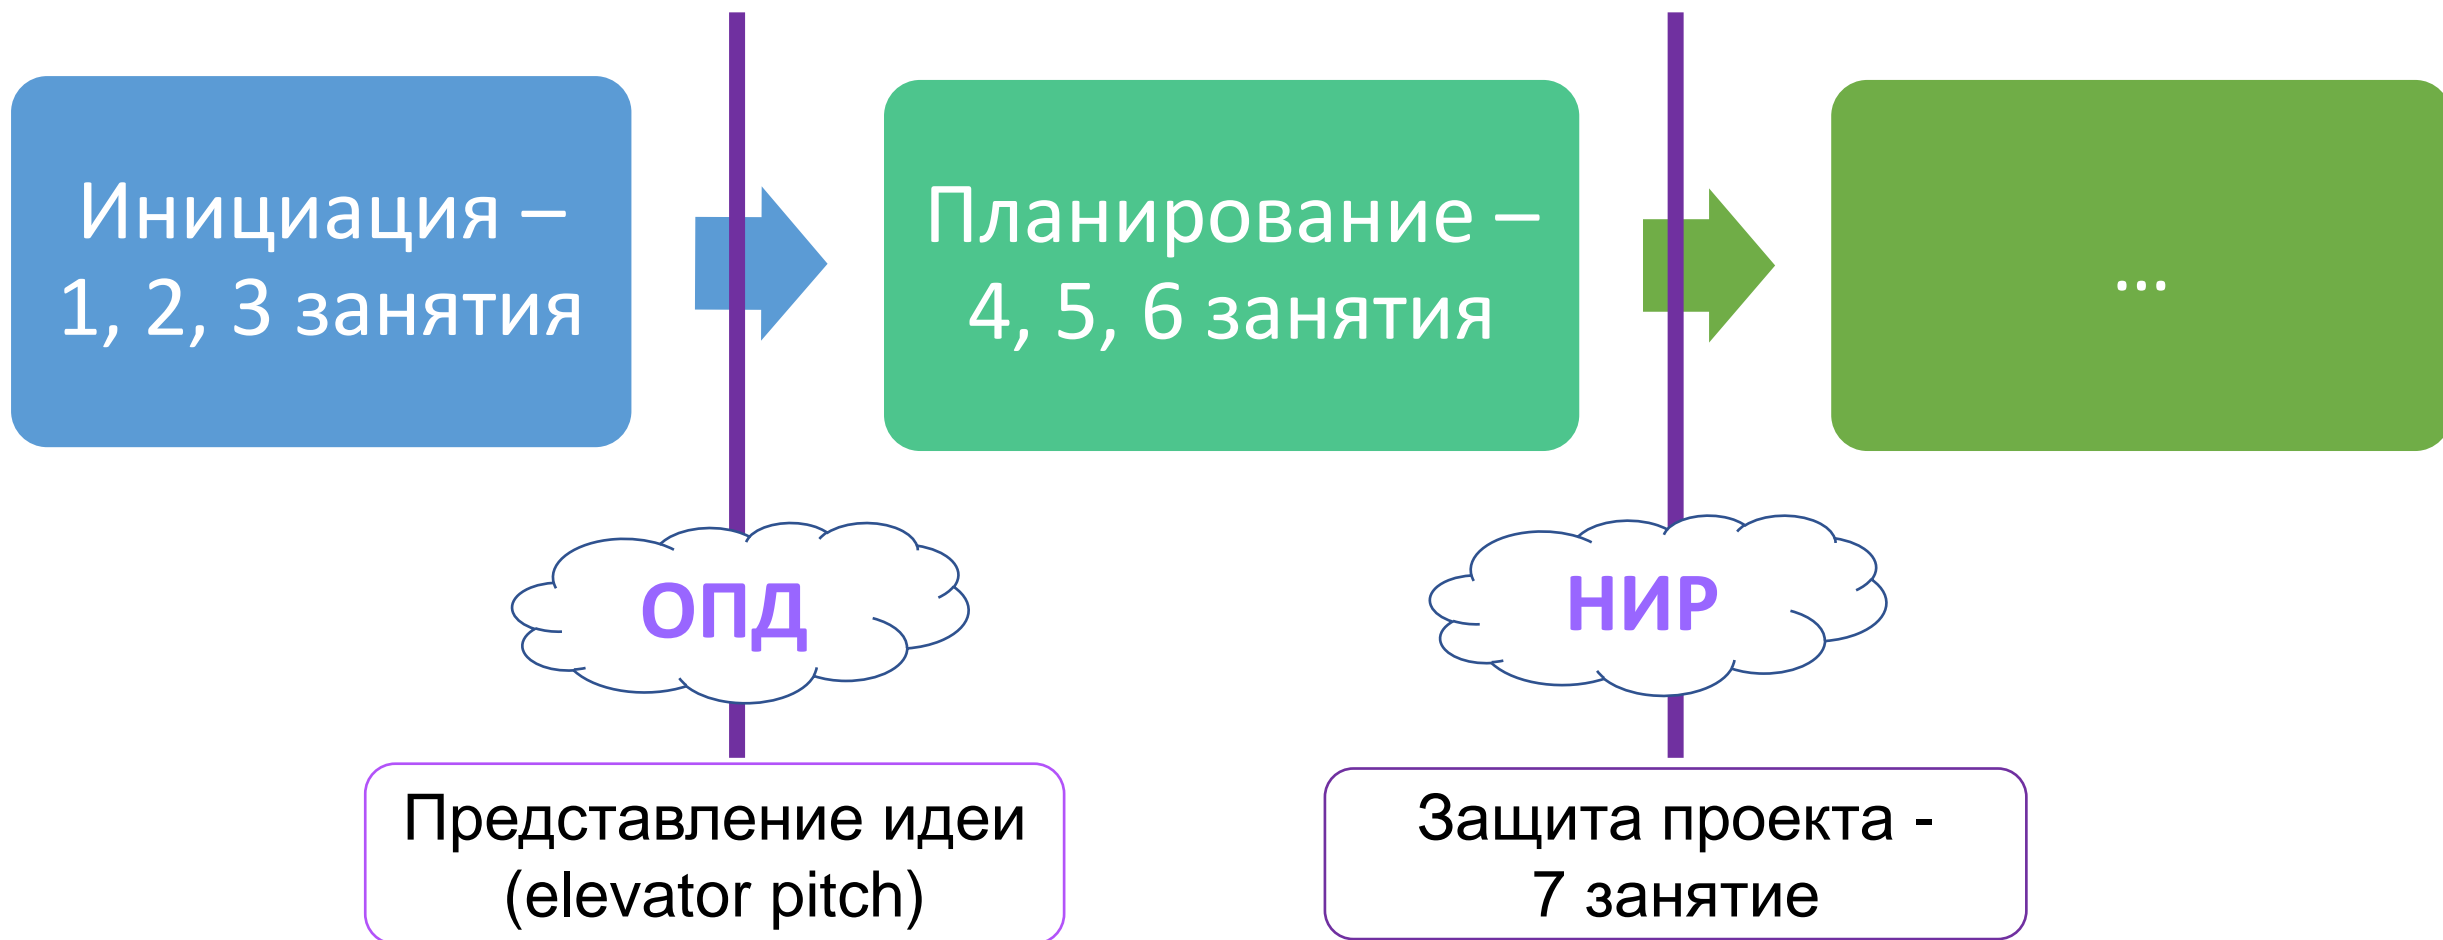 Инициация –
1, 2, 3 занятия
Планирование –
4, 5, 6 занятия
...
ОПД
НИР
Представление идеи
(elevator pitch)
Защита проекта -
7 занятие